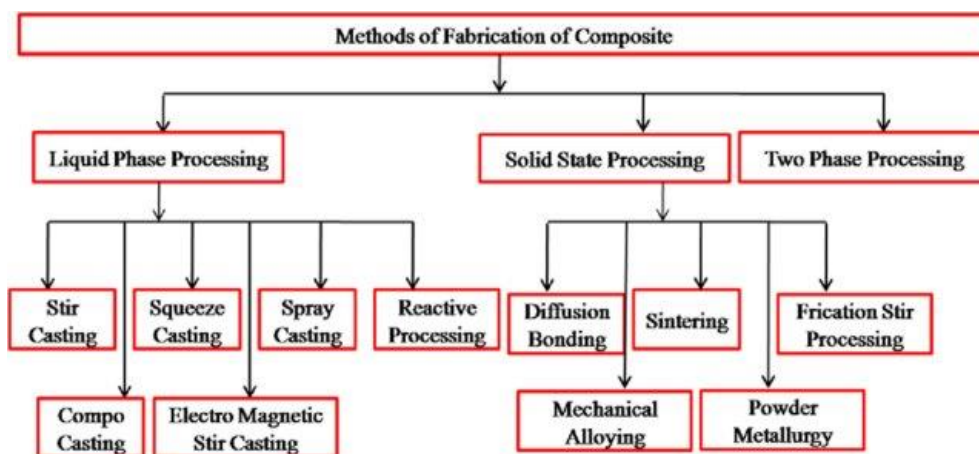 Methods of Fabrication of Composite
Liquid Phase Processing
Solid State Processing
Two Phase Processing
Stir
Casting
Squeeze
Casting
Spray
Casting
Reactive
Processing
Diffusion
Bonding
Sintering
Frication Stir
Processing
Compo
Casting
Electro Magnetic
Stir Casting
Mechanical
Alloying
Powder
Metallurgy